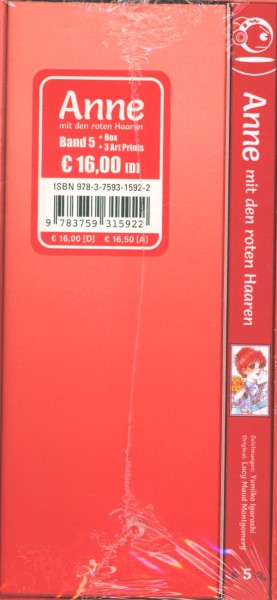 Anne
mit den roten Haaren
Band 5 + Box
+ 3 Art Prints
€ 16,00 [D]
ISBN 978-3-7593-1592-2
9 783759 315922
€ 16,00 [D] € 16,50 [A]
Anne mit den roten Haaren
Zeichnungen: Yumiko Igarashi
Original: Lucy Maud Montgomery
5